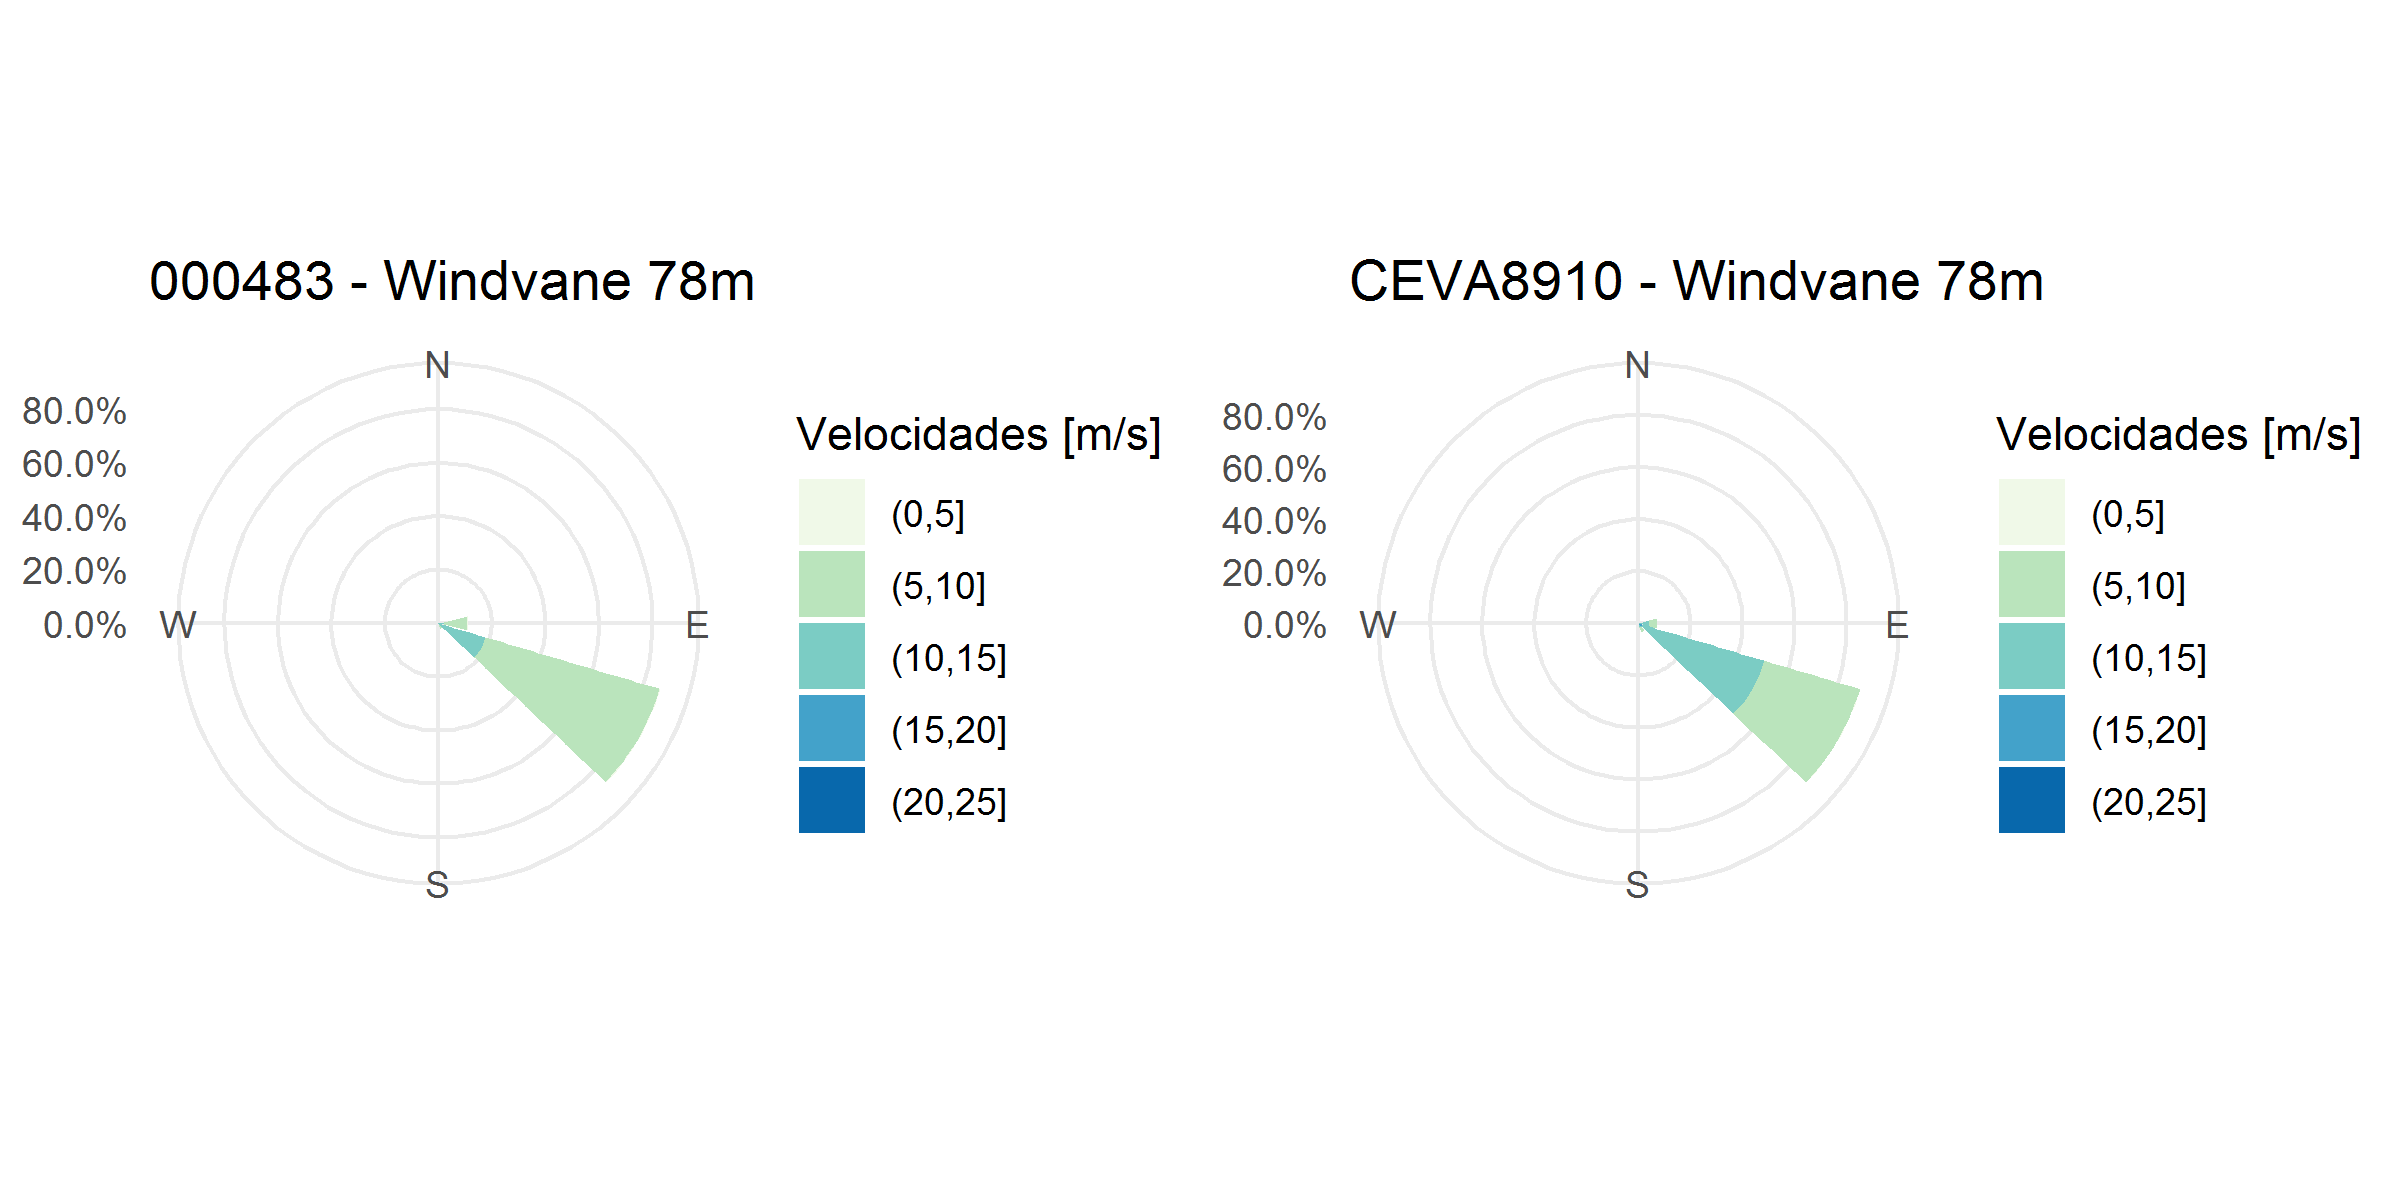 000483 - Windvane 78m
N
80.0%
60.0%
40.0%
20.0%
0.0%
W
E
S
Velocidades [m/s]
(0,5]
(5,10]
(10,15]
(15,20]
(20,25]
CEVA8910 - Windvane 78m
N
80.0%
60.0%
40.0%
20.0%
0.0%
W
E
S
Velocidades [m/s]
(0,5]
(5,10]
(10,15]
(15,20]
(20,25]